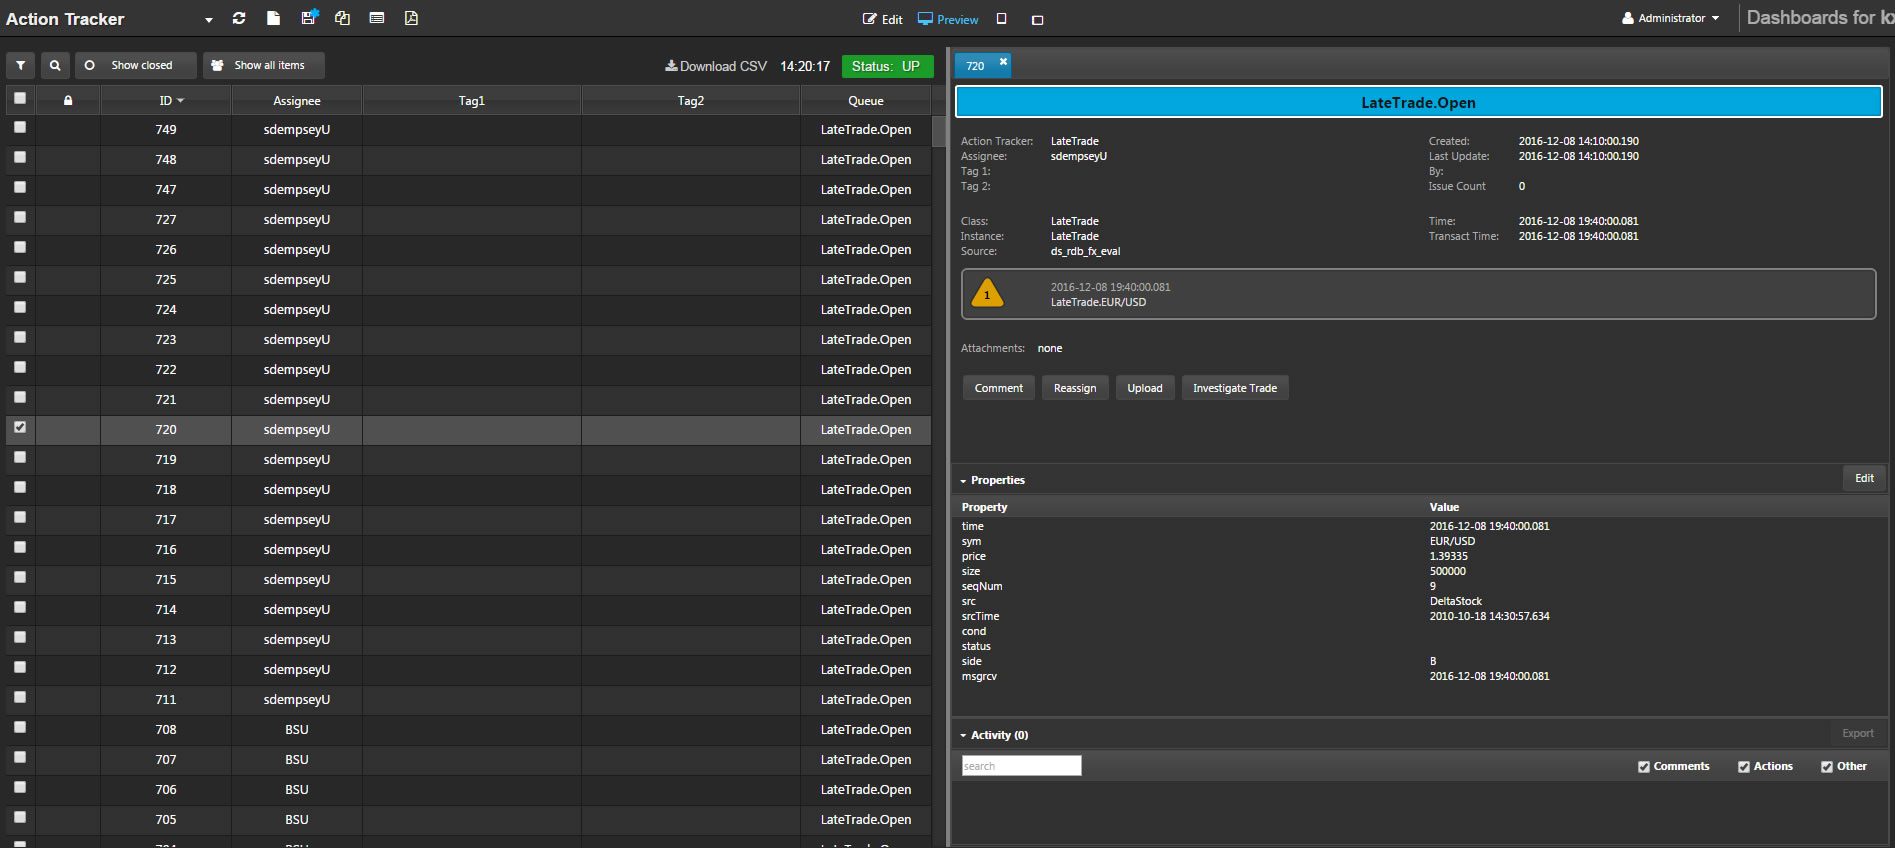 Action Tracker
Edit Preview
Administrator
Dashboards for kx
Show closed Show all items
Download CSV 14:20:17 Status: UP
ID Assignee Tag1 Tag2 Queue
749 sdempseyU LateTrade.Open
748 sdempseyU LateTrade.Open
747 sdempseyU LateTrade.Open
727 sdempseyU LateTrade.Open
726 sdempseyU LateTrade.Open
725 sdempseyU LateTrade.Open
724 sdempseyU LateTrade.Open
723 sdempseyU LateTrade.Open
722 sdempseyU LateTrade.Open
721 sdempseyU LateTrade.Open
720 sdempseyU LateTrade.Open
719 sdempseyU LateTrade.Open
718 sdempseyU LateTrade.Open
717 sdempseyU LateTrade.Open
716 sdempseyU LateTrade.Open
715 sdempseyU LateTrade.Open
714 sdempseyU LateTrade.Open
713 sdempseyU LateTrade.Open
712 sdempseyU LateTrade.Open
711 sdempseyU LateTrade.Open
708 BSU LateTrade.Open
707 BSU LateTrade.Open
706 BSU LateTrade.Open
705 BSU LateTrade.Open
720
LateTrade.Open
Action Tracker: LateTrade Created: 2016-12-08 14:10:00.190
Assignee: sdempseyU Last Update: 2016-12-08 14:10:00.190
Tag 1: By:
Tag 2: Issue Count 0
Class: LateTrade Time: 2016-12-08 19:40:00.081
Instance: LateTrade Transact Time: 2016-12-08 19:40:00.081
Source: ds_rdb_fx_eval
1
2016-12-08 19:40:00.081
LateTrade.EUR/USD
Attachments: none
Comment Reassign Upload Investigate Trade
Properties Edit
Property Value
time 2016-12-08 19:40:00.081
sym EUR/USD
price 1.39335
size 500000
seqNum 9
src DeltaStock
srcTime 2010-10-18 14:30:57.634
cond
status
side B
msgrcv 2016-12-08 19:40:00.081
Activity (0) Export
search Comments Actions Other